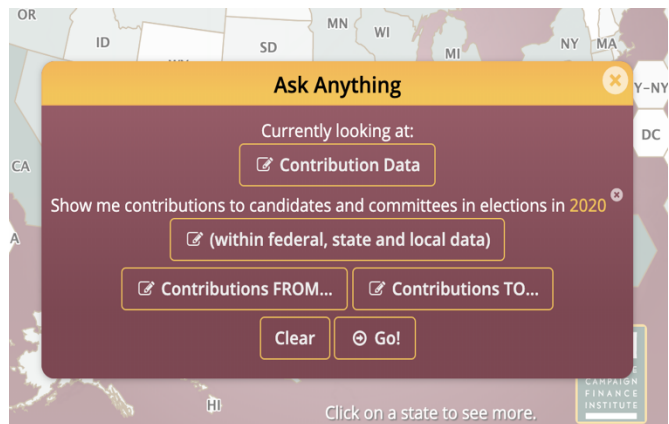 OR
ID
SD
MN
WI
MI
NY
MA
Ask Anything
Y-NY
DC
Currently looking at:
Contribution Data
CA
Show me contributions to candidates and committees in elections in 2020
(within federal, state and local data)
Contributions FROM...
Contributions TO...
Clear
Go!
CAMPAIGN
FINANCE
INSTITUTE
HI
Click on a state to see more.